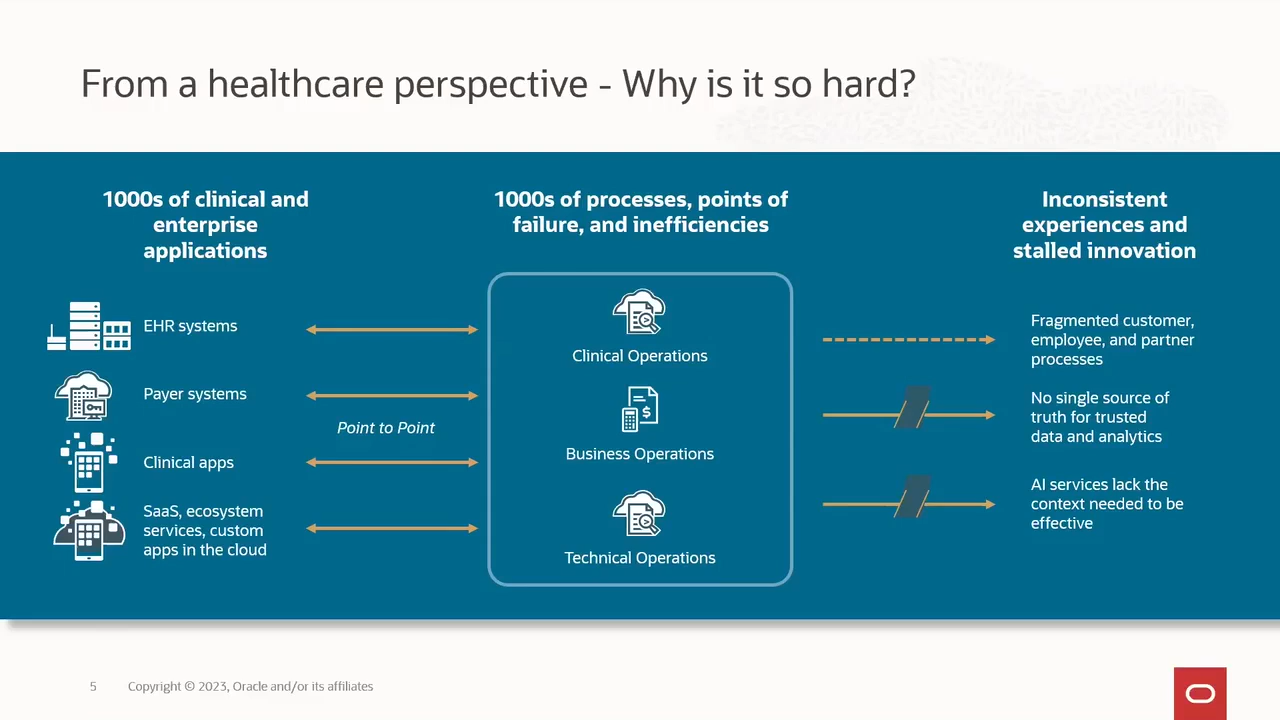 From a healthcare perspective - Why is it so hard?
1000s of clinical and
enterprise
applications
EHR systems
Payer systems
Clinical apps
SaaS, ecosystem
services, custom
apps in the cloud
Point to Point
1000s of processes, points of
failure, and inefficiencies
Clinical Operations
Business Operations
Technical Operations
Inconsistent
experiences and
stalled innovation
Fragmented customer,
employee, and partner
processes
No single source of
truth for trusted
data and analytics
AI services lack the
context needed to be
effective
5
Copyright © 2023, Oracle and/or its affiliates